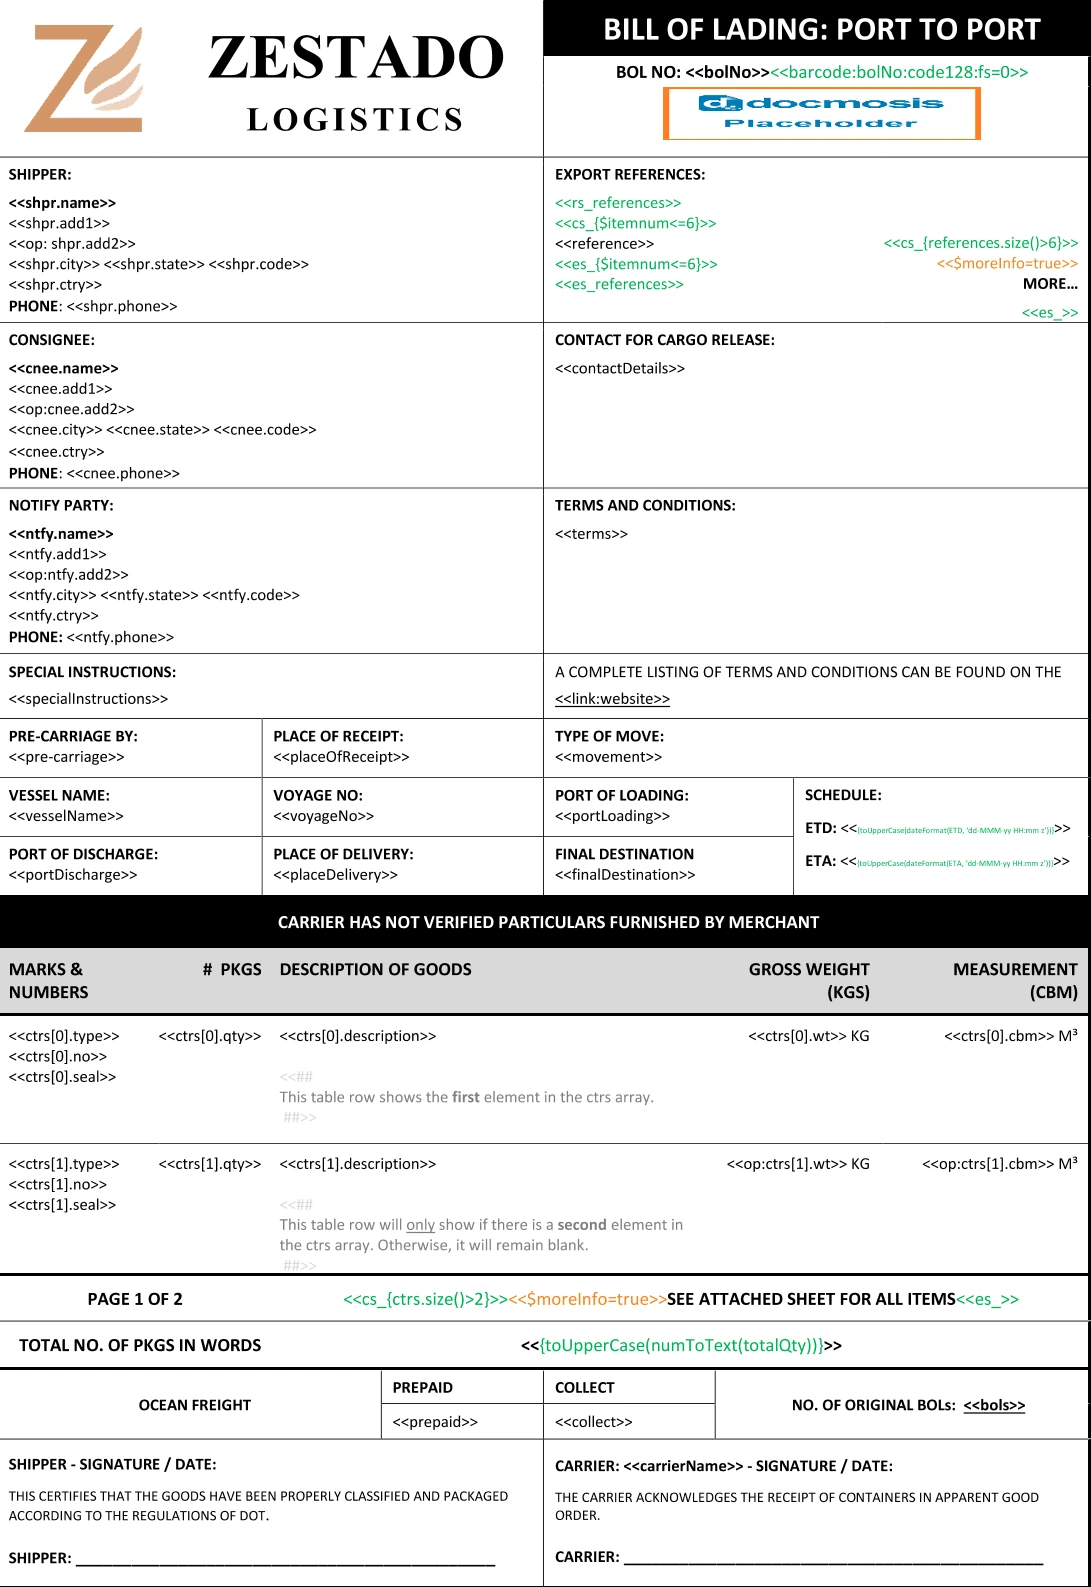 ZESTADO
LOGISTICS
BILL OF LADING: PORT TO PORT
BOL NO: <<bolNo>><<barcode:bolNo:code128:fs=0>>
docmosis
Placeholder
SHIPPER:
<<shpr.name>>
<<shpr.add1>>
<<op: shpr.add2>>
<<shpr.city>> <<shpr.state>> <<shpr.code>>
<<shpr.ctry>>
PHONE: <<shpr.phone>>
EXPORT REFERENCES:
<<rs_references>>
<<cs_{$itemnum<=6}>>
<<reference>>
<<es_{$itemnum<=6}>>
<<es_references>>
<<cs_{references.size()>6}>>
<<$moreInfo=true>>
MORE...
<<es_>>
CONSIGNEE:
<<cnee.name>>
<<cnee.add1>>
<<op:cnee.add2>>
<<cnee.city>> <<cnee.state>> <<cnee.code>>
<<cnee.ctry>>
PHONE: <<cnee.phone>>
CONTACT FOR CARGO RELEASE:
<<contactDetails>>
NOTIFY PARTY:
<<ntfy.name>>
<<ntfy.add1>>
<<op:ntfy.add2>>
<<ntfy.city>> <<ntfy.state>> <<ntfy.code>>
<<ntfy.ctry>>
PHONE: <<ntfy.phone>>
TERMS AND CONDITIONS:
<<terms>>
SPECIAL INSTRUCTIONS:
<<specialInstructions>>
A COMPLETE LISTING OF TERMS AND CONDITIONS CAN BE FOUND ON THE
<<link:website>>
PRE-CARRIAGE BY:
<<pre-carriage>>
PLACE OF RECEIPT:
<<placeOfReceipt>>
TYPE OF MOVE:
<<movement>>
VESSEL NAME:
<<vesselName>>
VOYAGE NO:
<<voyageNo>>
PORT OF LOADING:
<<portLoading>>
SCHEDULE:
ETD: <<{toUpperCase(dateFormat(ETD, 'dd-MMM-yy HH:mm z'))}>>
ETA: <<{toUpperCase(dateFormat(ETA, 'dd-MMM-yy HH:mm z'))}>>
PORT OF DISCHARGE:
<<portDischarge>>
PLACE OF DELIVERY:
<<placeDelivery>>
FINAL DESTINATION
<<finalDestination>>
CARRIER HAS NOT VERIFIED PARTICULARS FURNISHED BY MERCHANT
MARKS & # PKGS DESCRIPTION OF GOODS GROSS WEIGHT MEASUREMENT
NUMBERS (KGS) (CBM)
<<ctrs[0].type>> <<ctrs[0].qty>> <<ctrs[0].description>> <<ctrs[0].wt>> KG <<ctrs[0].cbm>> M³
<<ctrs[0].no>>
<<ctrs[0].seal>> <<##
This table row shows the first element in the ctrs array.
##>>
<<ctrs[1].type>> <<ctrs[1].qty>> <<ctrs[1].description>> <<op:ctrs[1].wt>> KG <<op:ctrs[1].cbm>> M³
<<ctrs[1].no>>
<<ctrs[1].seal>> <<##
This table row will only show if there is a second element in
the ctrs array. Otherwise, it will remain blank.
##>>
PAGE 1 OF 2 <<cs_{ctrs.size()>2}>><<$moreInfo=true>>SEE ATTACHED SHEET FOR ALL ITEMS<<es_>>
TOTAL NO. OF PKGS IN WORDS <<{toUpperCase(numToText(totalQty))}>>
OCEAN FREIGHT
PREPAID
<<prepaid>>
COLLECT
<<collect>>
NO. OF ORIGINAL BOLs: <<bols>>
SHIPPER - SIGNATURE / DATE:
THIS CERTIFIES THAT THE GOODS HAVE BEEN PROPERLY CLASSIFIED AND PACKAGED
ACCORDING TO THE REGULATIONS OF DOT.
SHIPPER:
CARRIER: <<carrierName>> - SIGNATURE / DATE:
THE CARRIER ACKNOWLEDGES THE RECEIPT OF CONTAINERS IN APPARENT GOOD
ORDER.
CARRIER: